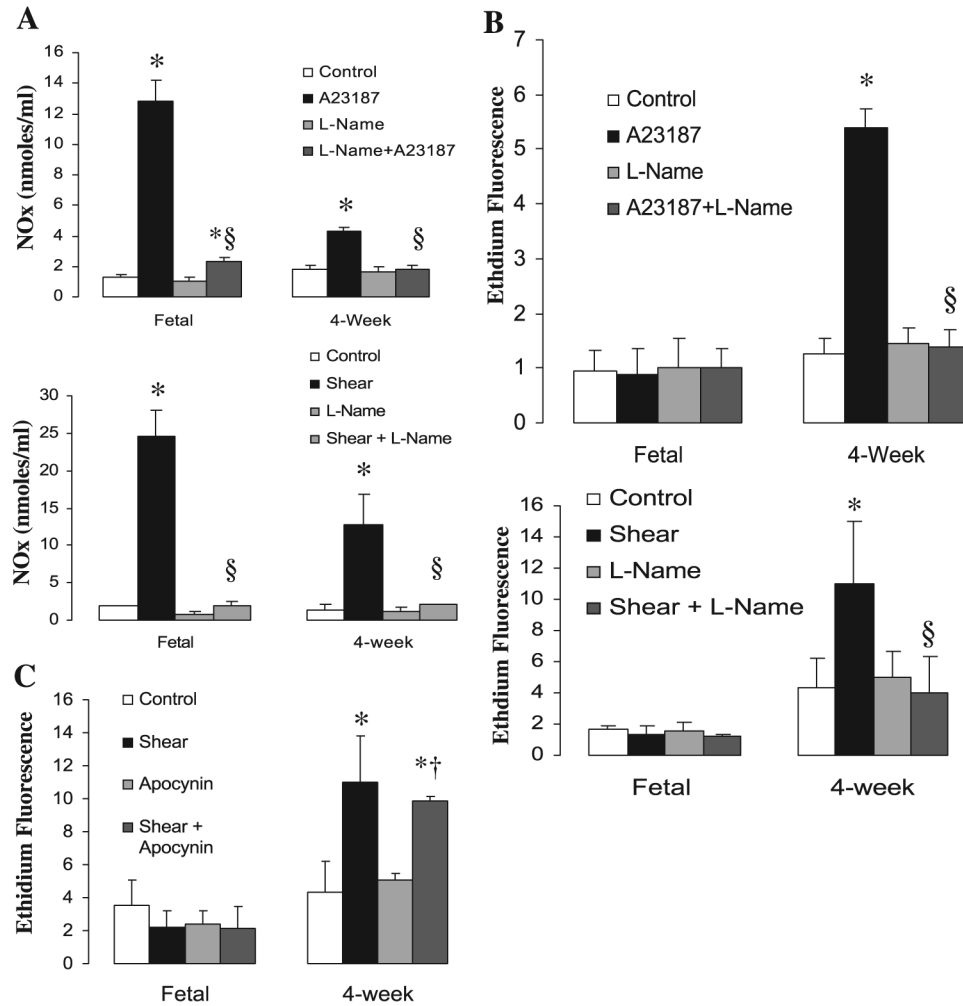 A
NOx (nmoles/ml)
16
14
12
10
8
6
4
2
0
*
*§
*
§
Control
A23187
L-Name
L-Name+A23187
Fetal
4-Week
NOx (nmoles/ml)
30
25
20
15
10
5
0
*
§
*
§
Control
Shear
L-Name
Shear + L-Name
Fetal
4-week
B
Ethdium Fluorescence
7
6
5
4
3
2
1
0
*
§
Control
A23187
L-Name
A23187+L-Name
Fetal
4-Week
Ethdium Fluorescence
16
14
12
10
8
6
4
2
0
*
§
Control
Shear
L-Name
Shear + L-Name
Fetal
4-week
C
Ethidium Fluorescence
16
14
12
10
8
6
4
2
0
*
*†
Control
Shear
Apocynin
Shear +
Apocynin
Fetal
4-week